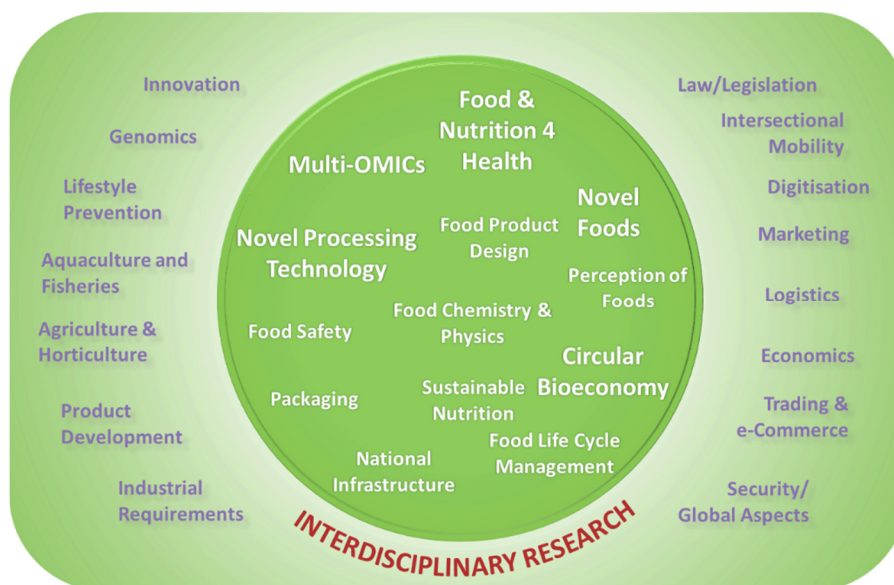 Innovation
Genomics
Lifestyle
Prevention
Aquaculture and
Fisheries
Agriculture &
Horticulture
Product
Development
Industrial
Requirements
Food &
Nutrition 4
Health
Multi-OMICs
Novel
Foods
Food Product
Design
Novel Processing
Technology
Perception of
Foods
Food Chemistry &
Physics
Food Safety
Circular
Bioeconomy
Sustainable
Nutrition
Packaging
Food Life Cycle
Management
National
Infrastructure
INTERDISCIPLINARY RESEARCH
Law/Legislation
Intersectional
Mobility
Digitisation
Marketing
Logistics
Economics
Trading &
e-Commerce
Security/
Global Aspects